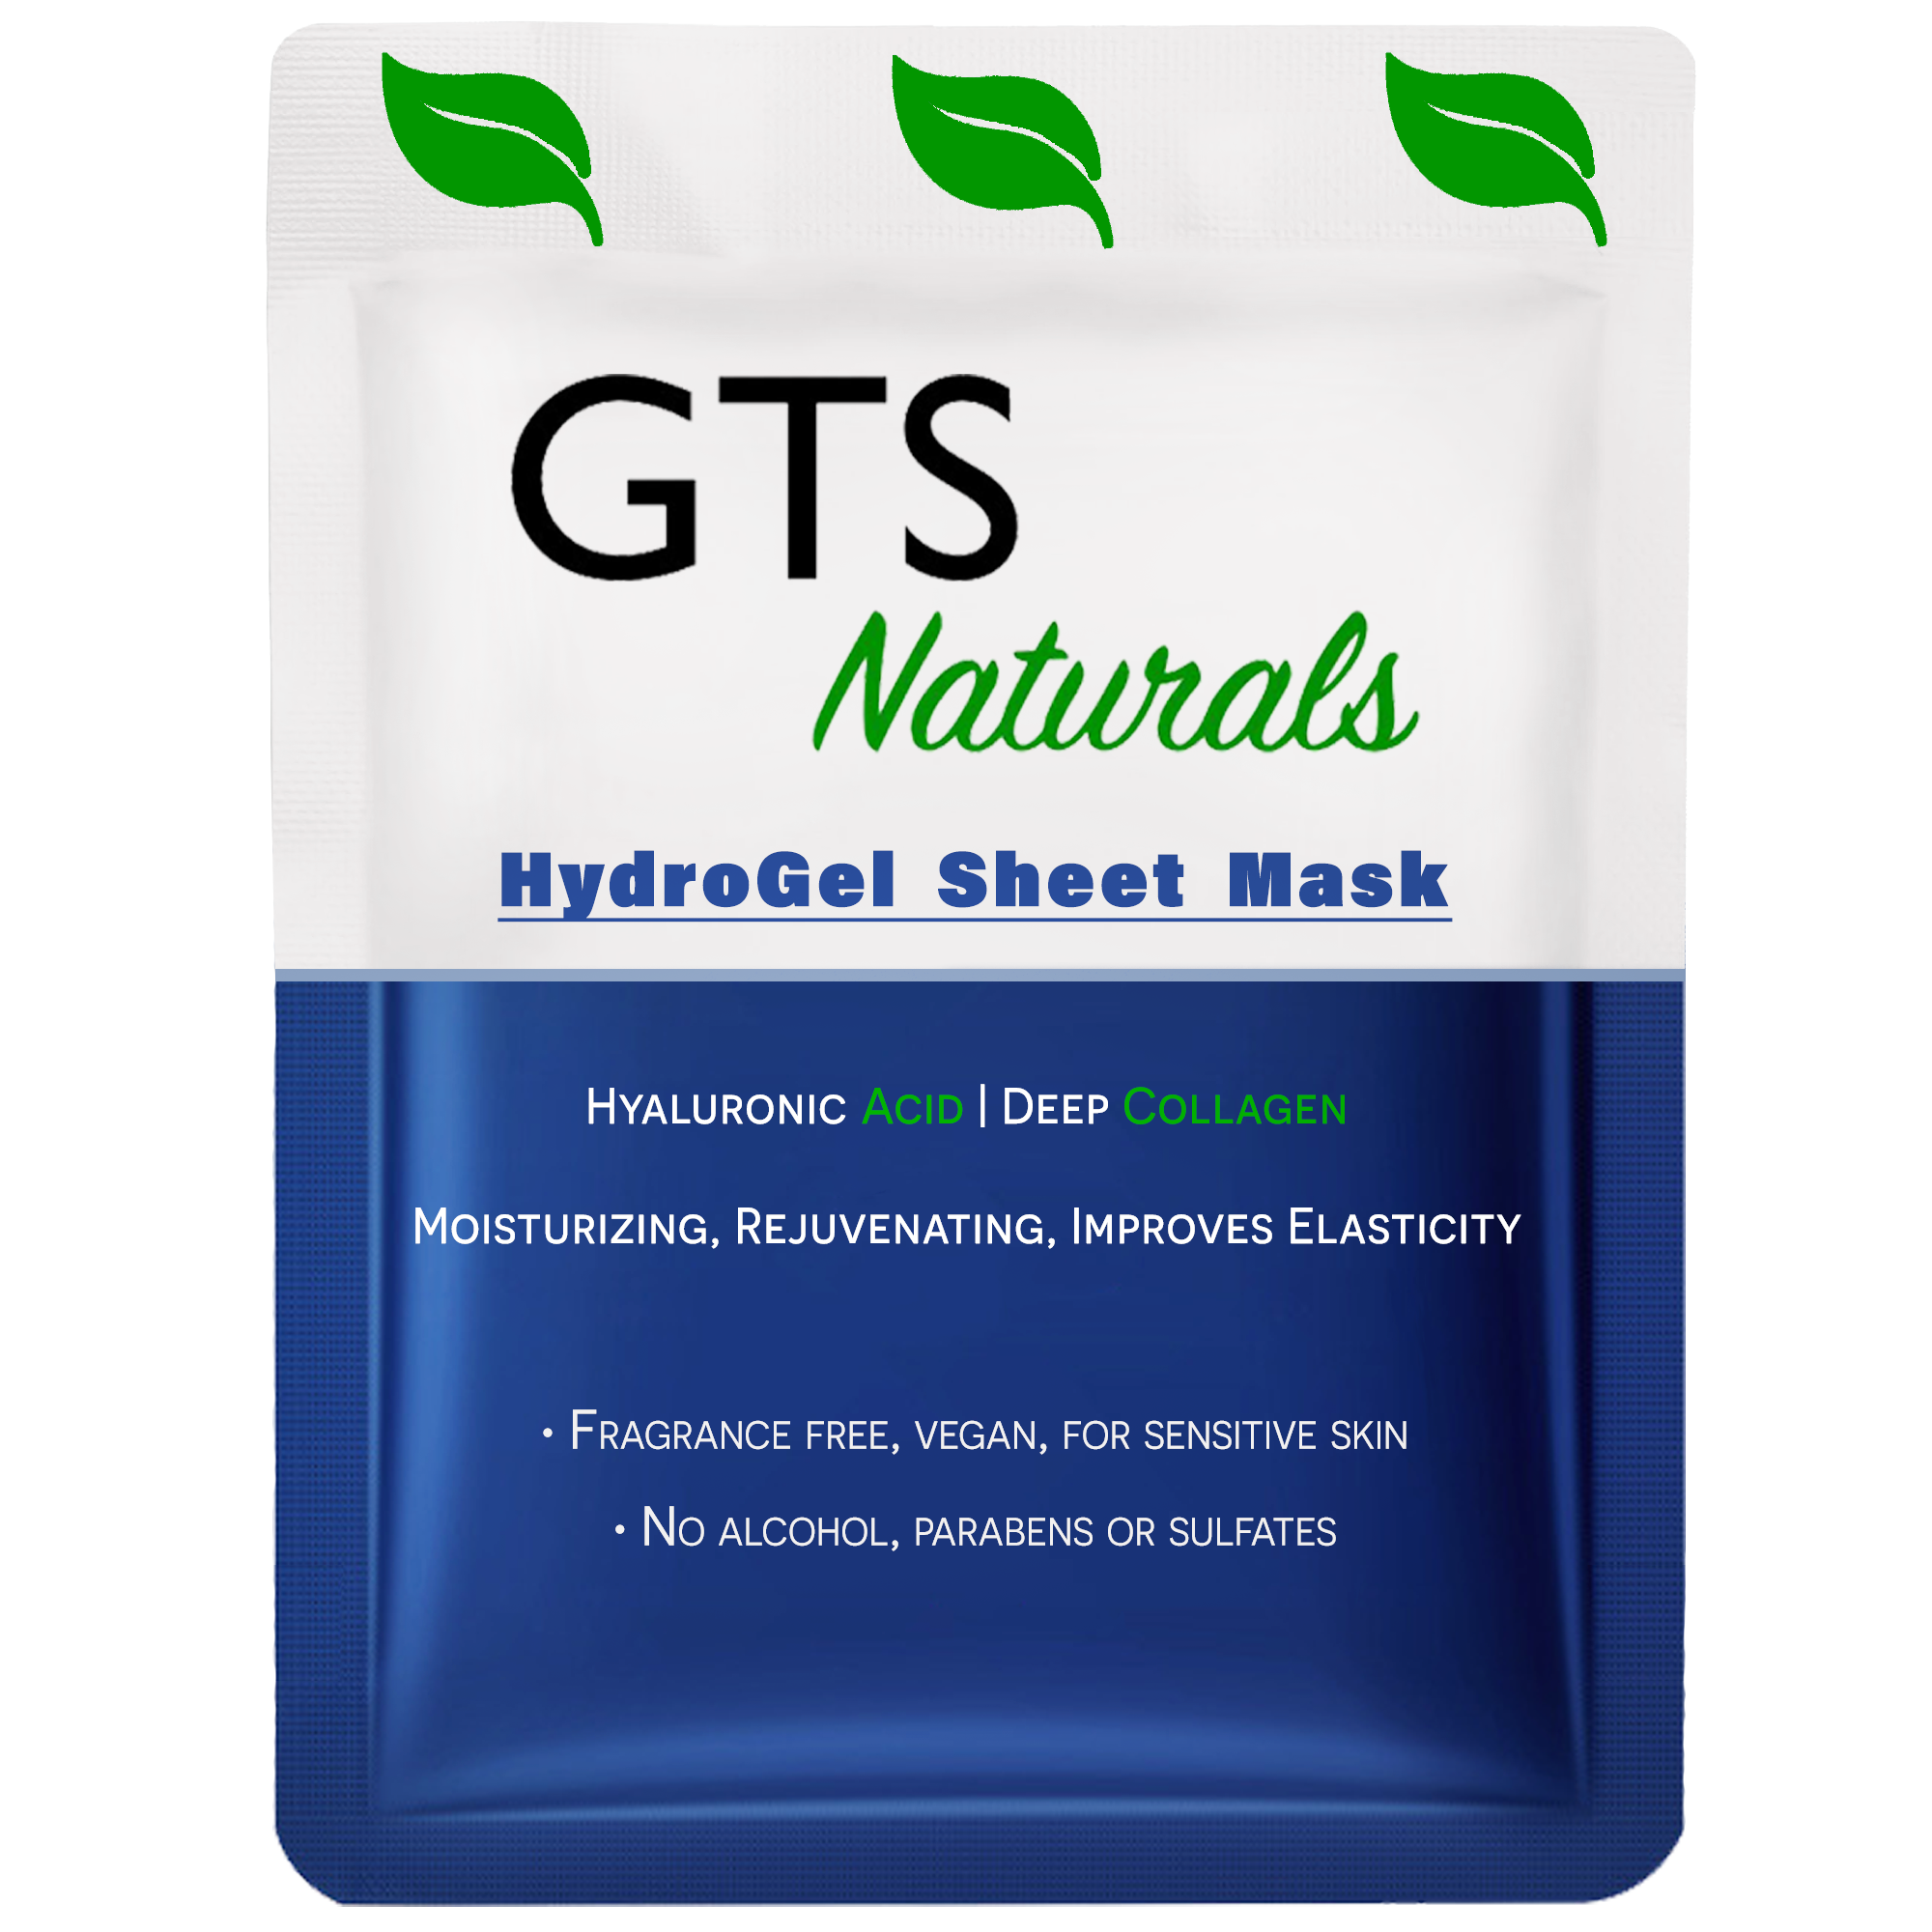 GTS
Naturals
HydroGel Sheet Mask
Hyaluronic Acid | Deep Collagen
Moisturizing, Rejuvenating, Improves Elasticity
• Fragrance free, vegan, for sensitive skin
• No alcohol, parabens or sulfates